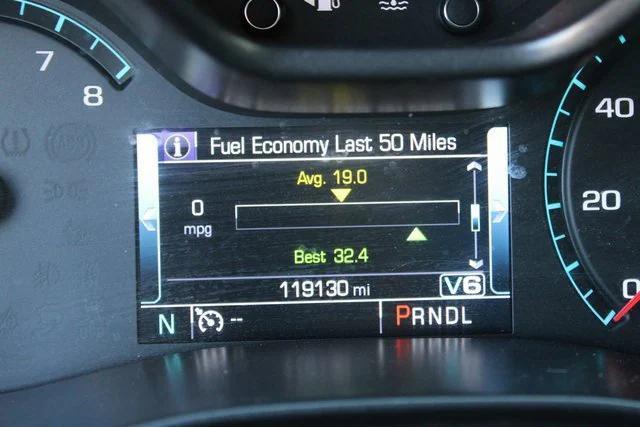 7
8
i Fuel Economy Last 50 Miles
Avg. 19.0
0
mpg
Best 32.4
119130 mi V6
N -- PRNDL
40
20
0